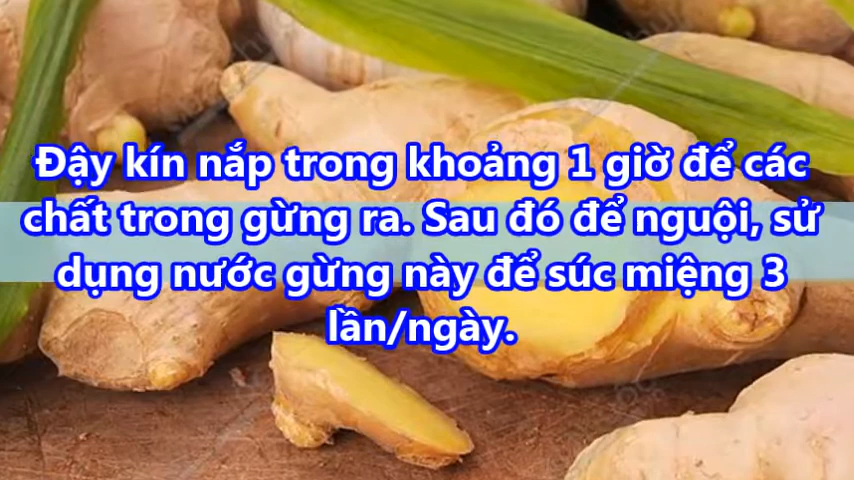 Đậy kín nắp trong khoảng 1 giờ để các
chất trong gừng ra. Sau đó để nguội, sử
dụng nước gừng này để súc miệng 3
lần/ngày.